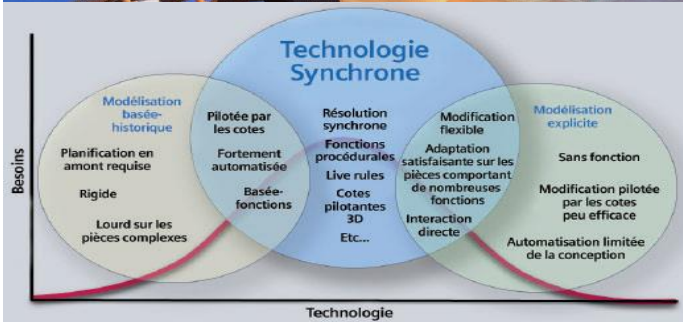 Technologie
Synchrone
Besoins
Modélisation
basée-
historique
Planification en
amont requise
Rigide
Lourd sur les
pièces complexes
Pilotée par
les cotes
Fortement
automatisée
Basée-
fonctions
Résolution
synchrone
Fonctions
procédurales
Live rules
Cotes
pilotantes
3D
Etc...
Modification
flexible
Adaptation
satisfaisante sur les
pièces comportant
de nombreuses
fonctions
Interaction
directe
Modélisation
explicite
Sans fonction
Modification pilotée
par les cotes
peu efficace
Automatisation limitée
de la conception
Technologie